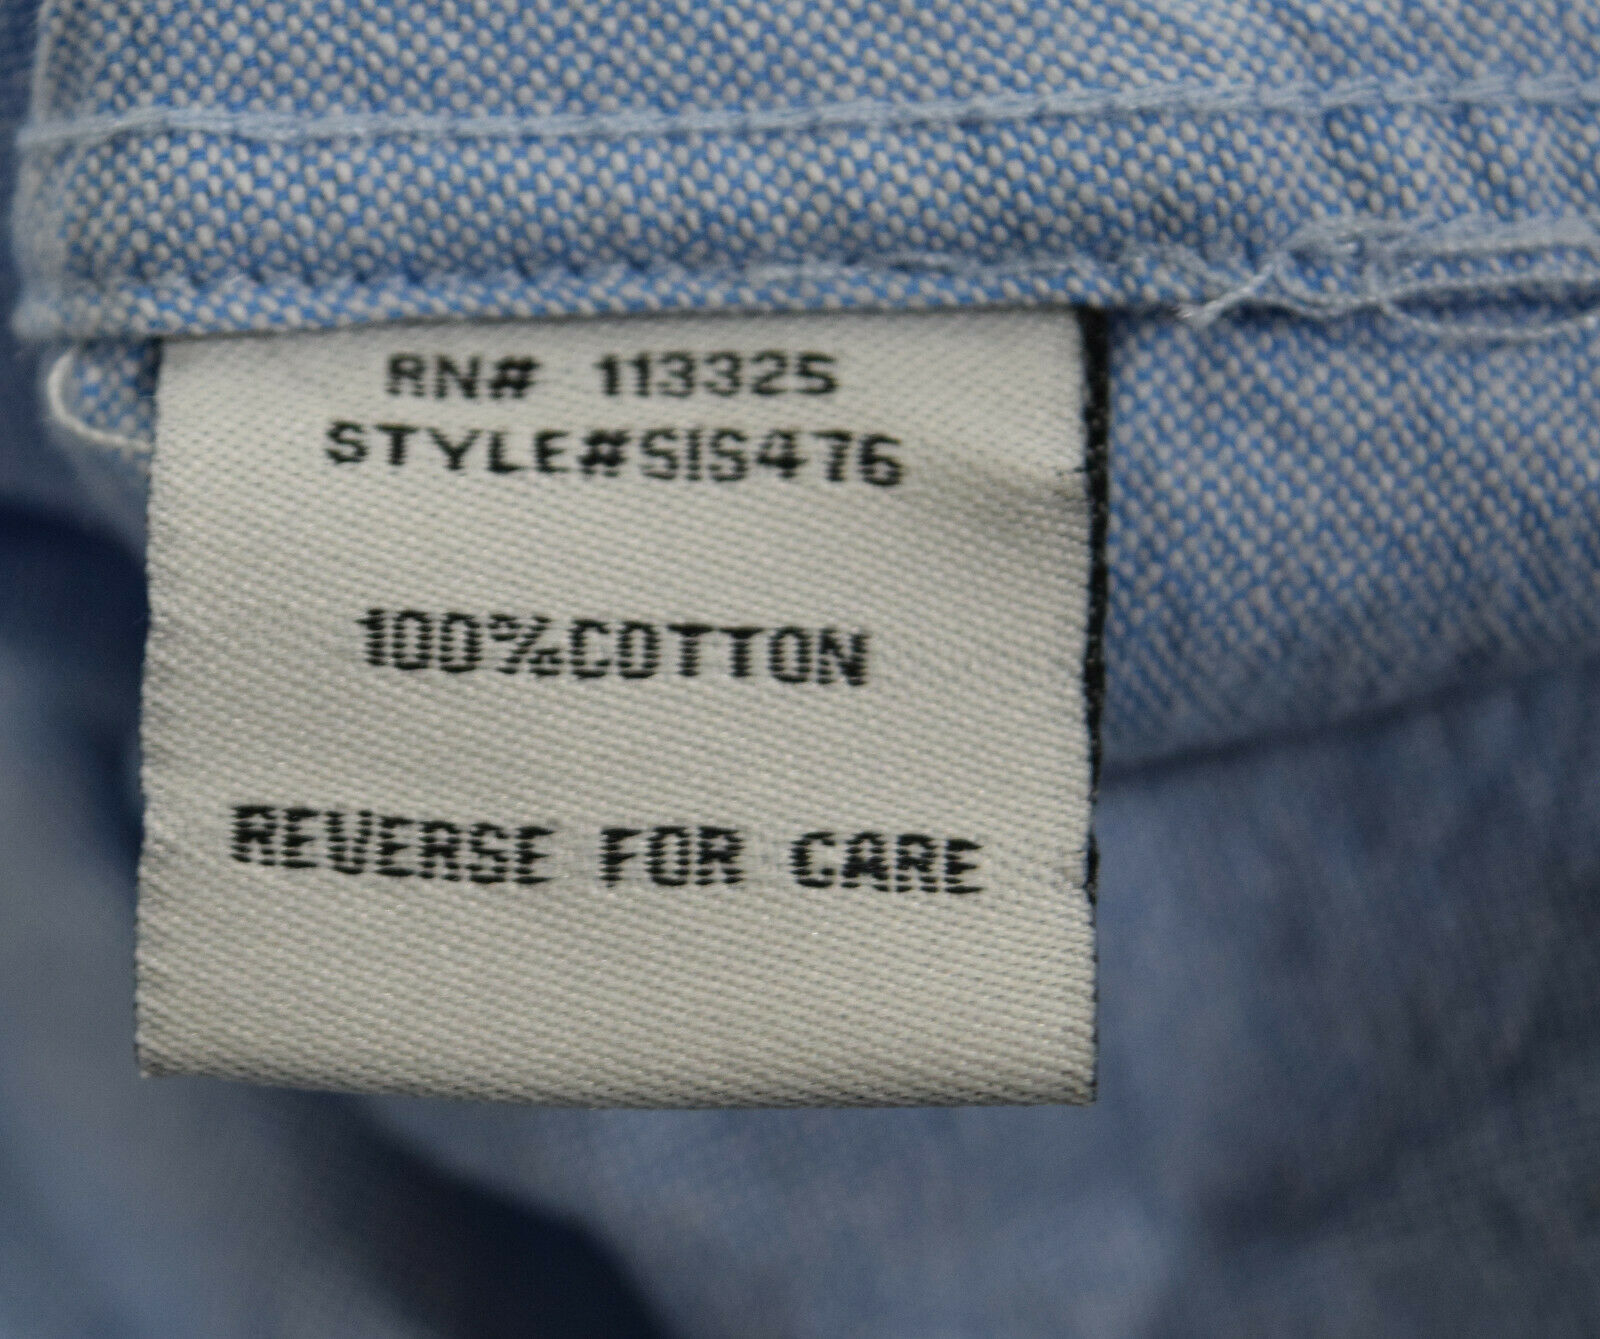 RN# 113325
STYLE#SIS476
100%COTTON
REVERSE FOR CARE